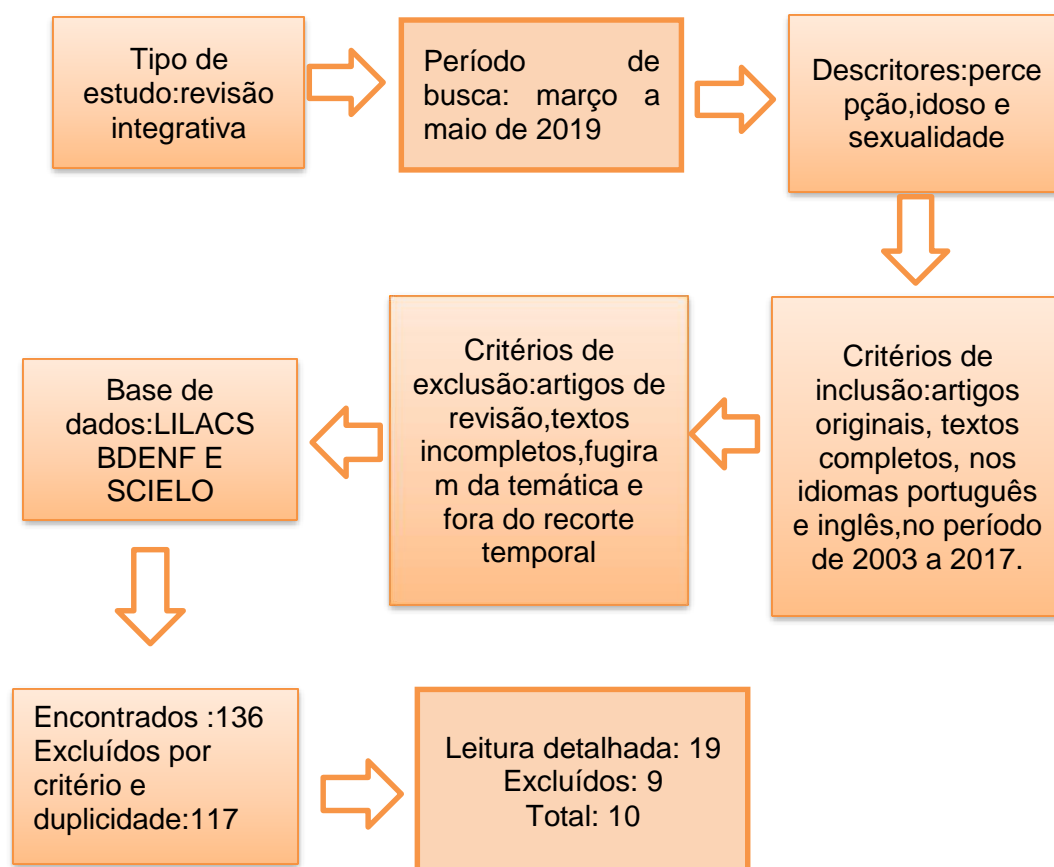 Tipo de
estudo:revisão
integrativa
Período de
busca: março a
maio de 2019
Descritores:perce
pção,idoso e
sexualidade
Critérios de
inclusão:artigos
originais, textos
completos, nos
idiomas português
e inglês,no período
de 2003 a 2017.
Critérios de
exclusão:artigos de
revisão,textos
incompletos,fugira
m da temática e
fora do recorte
temporal
Base de
dados:LILACS
BDENF E
SCIELO
Encontrados :136
Excluídos por
critério e
duplicidade:117
Leitura detalhada: 19
Excluídos: 9
Total: 10